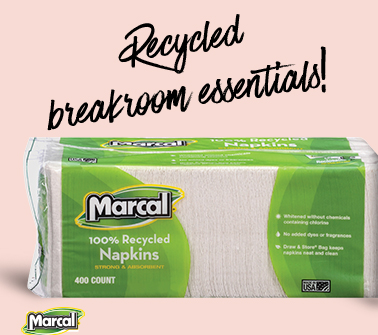 Recycled
breakroom essentials!
100% Recycled
Napkins
Marcal
100% Recycled
Napkins
STRONG & ABSORBENT
400 COUNT
Whitened without chemicals
containing chlorine
No added dyes or fragrances
Draw & Store® Bag keeps
napkins neat and clean
USA
Marcal